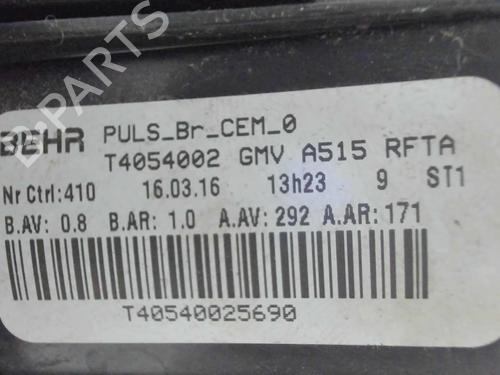 B-PARTS
BEHR PULS_Br_CEM_0
T4054002 GMV A515 RFTA
Nr Ctrl:410 16.03.16 13h23 9 ST1
B.AV: 0.8 B.AR: 1.0 A.AV: 292 A.AR: 171
T40540025690